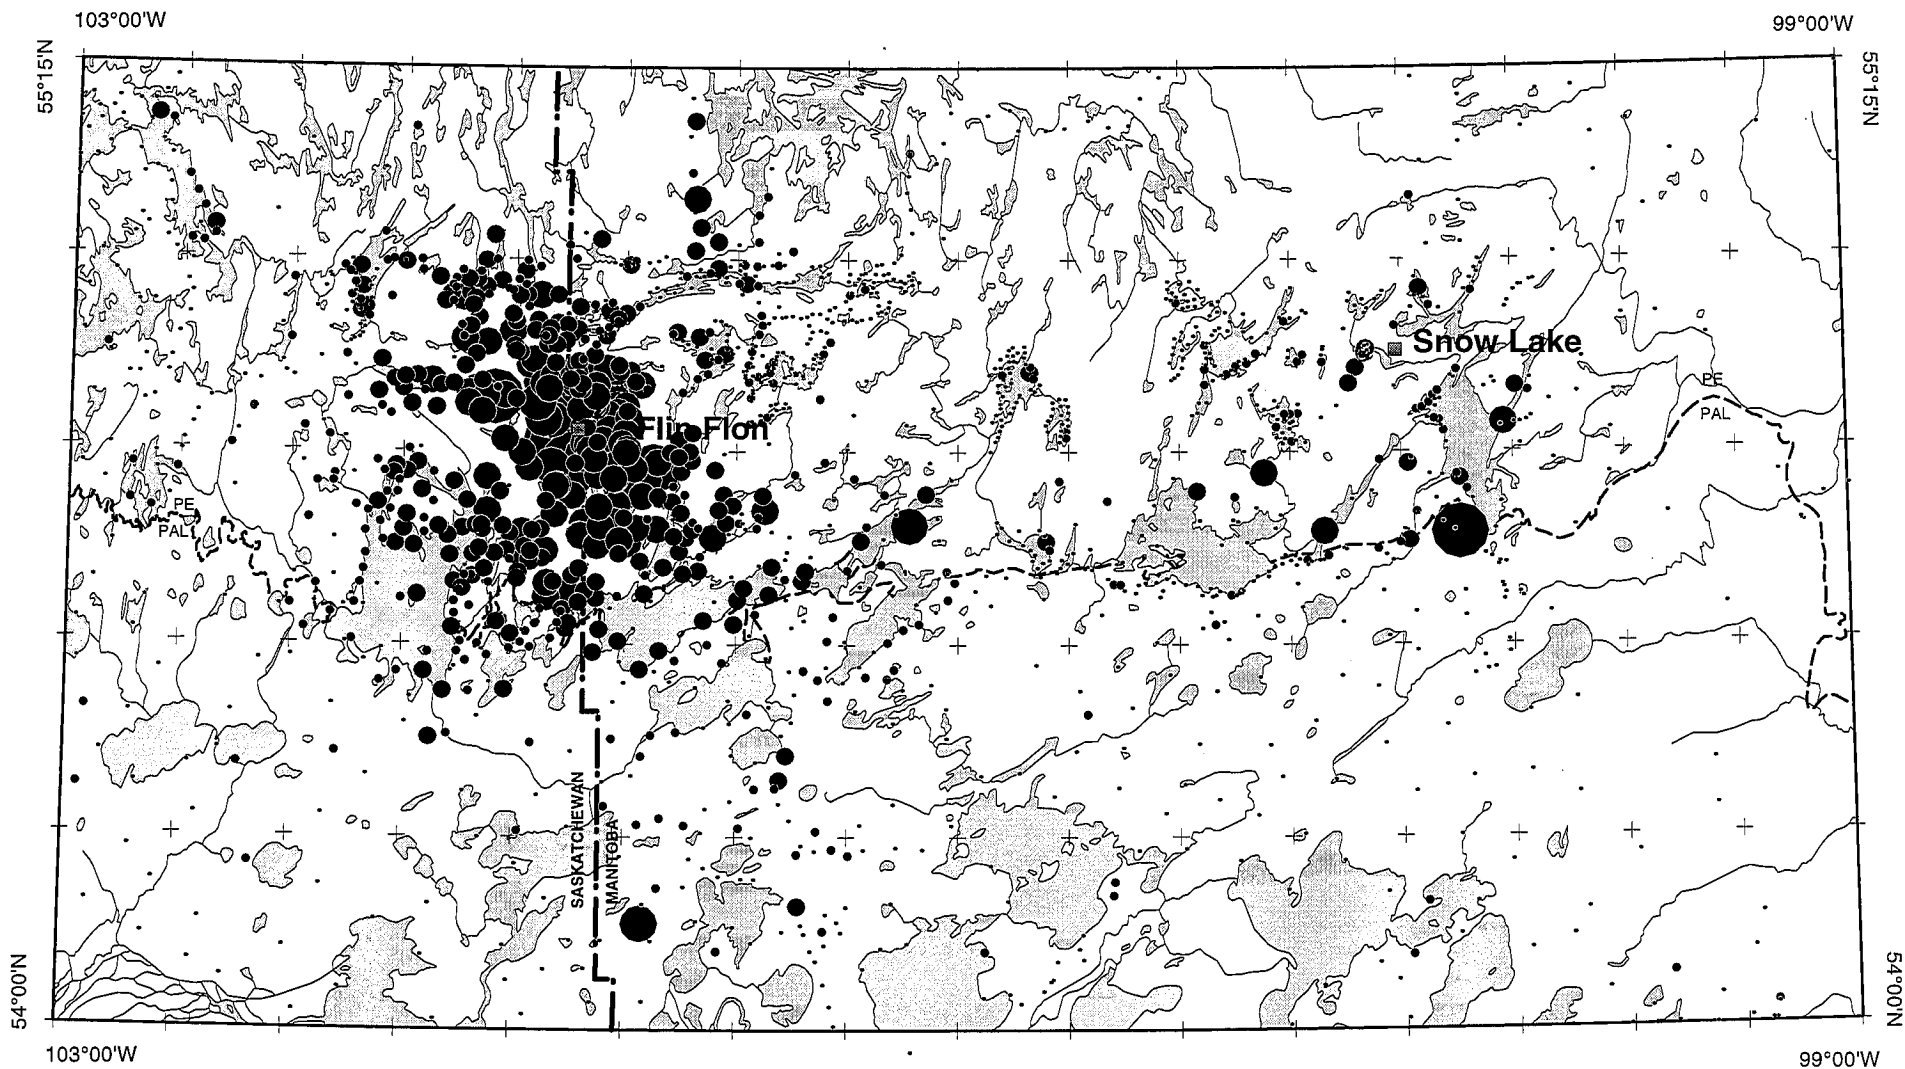 103°00'W
99°00'W
55°15'N
55°15'N
Snow Lake
PE
PAL
Flin Flon
PE
PAL
SASKATCHEWAN
MANITOBA
54°00'N
54°00'N
103°00'W
99°00'W